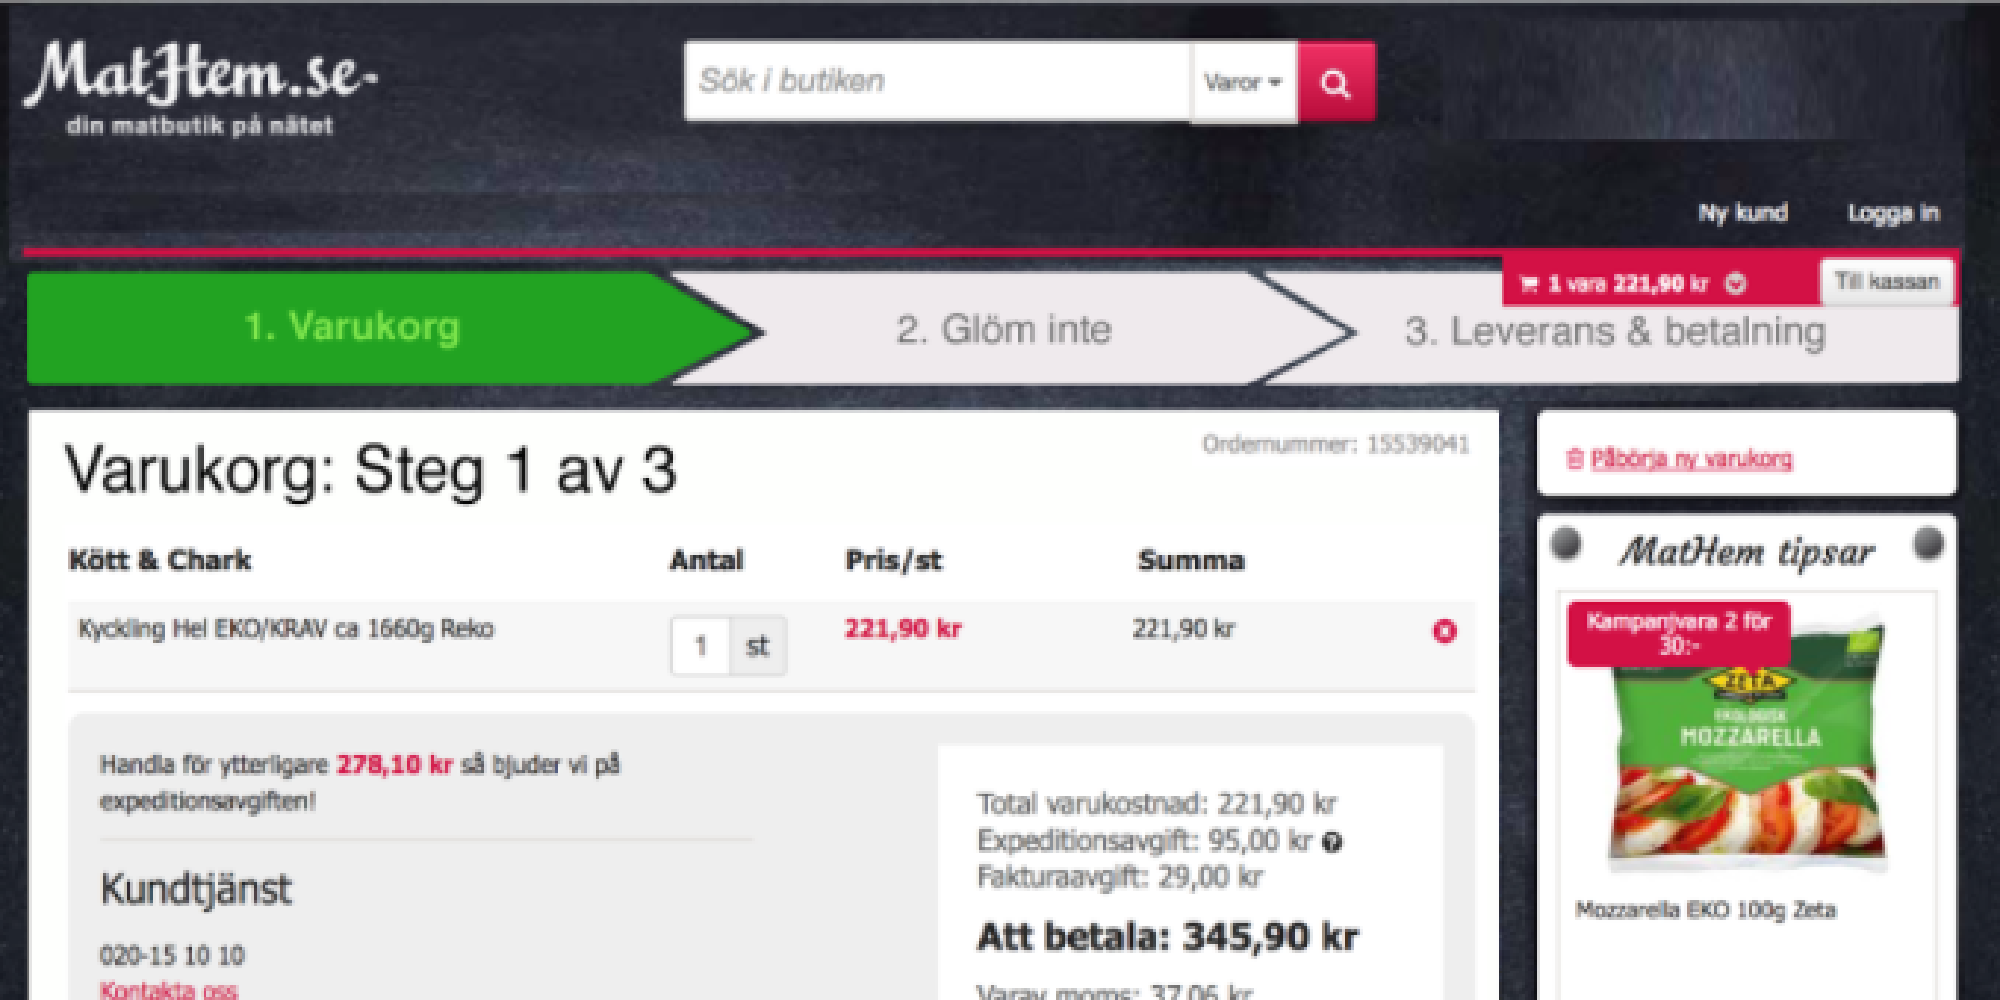 MatHem.se
din matbutik på nätet
Sök i butiken
Varor
Ny kund
Logga in
1 vara 221,90 kr
Till kassan
1. Varukorg
2. Glöm inte
3. Leverans & betalning
Varukorg: Steg 1 av 3
Ordernummer: 15539041
Påbörja ny varukorg
Kött & Chark
Antal
Pris/st
Summa
Kyckling Hel EKO/KRAV ca 1660g Reko
1
st
221,90 kr
221,90 kr
Handla för ytterligare 278,10 kr så bjuder vi på
expeditionsavgiften!
Kundtjänst
020-15 10 10
Kontakta oss
Total varukostnad: 221,90 kr
Expeditionsavgift: 95,00 kr
Fakturaavgift: 29,00 kr
Att betala: 345,90 kr
Varav moms: 37,06 kr
MatHem tipsar
Kampanjvara 2 för
30:-
ZETA
EKOLOGISK
MOZZARELLA
Mozzarella EKO 100g Zeta